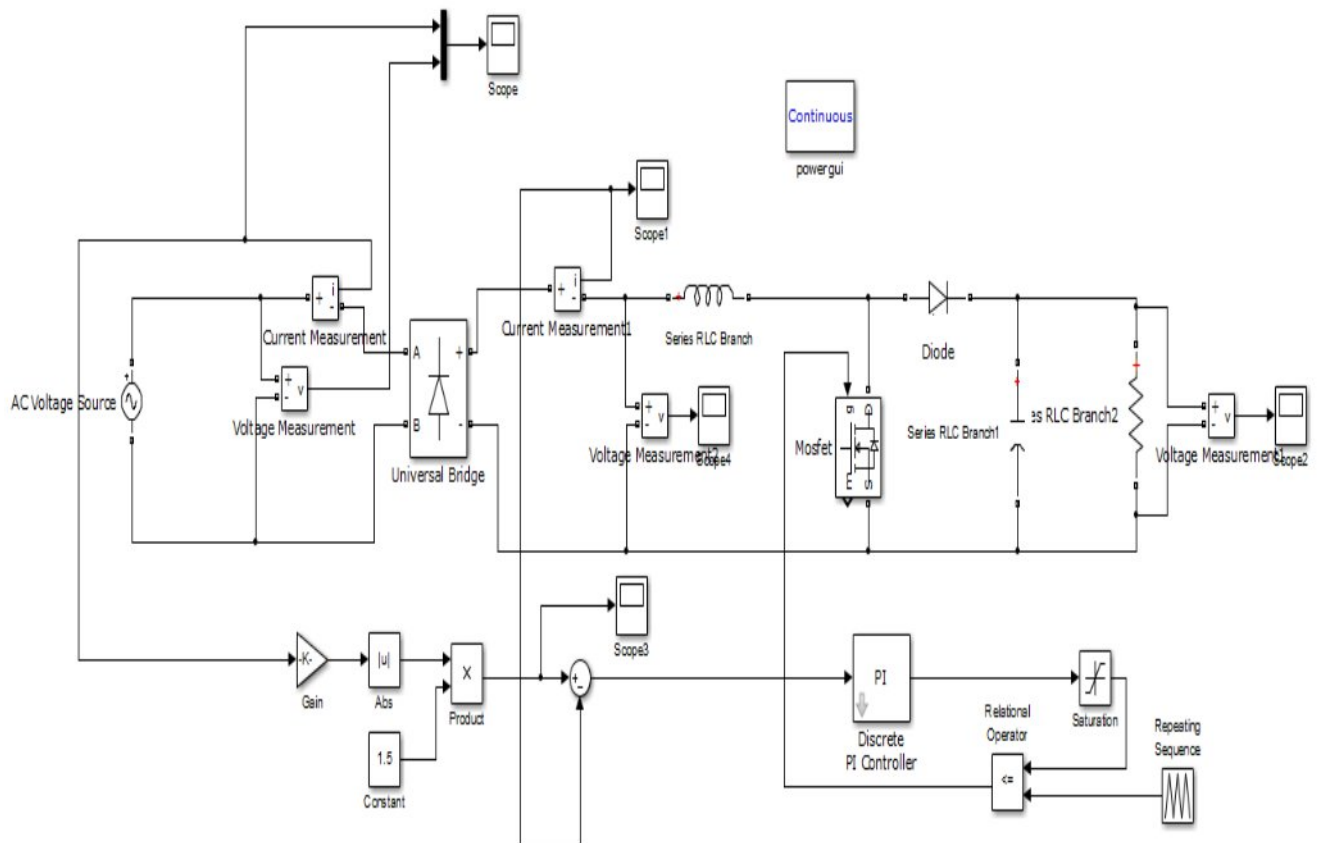 Scope
Continuous
powergui
Scope1
i
+
-
Current Measurement
i
+
-
Current Measurement1
Series RLC Branch
Diode
AC Voltage Source
+
+
-
v
Voltage Measurement
A
B
+
-
Universal Bridge
+
-
v
Voltage Measurement2
Scope4
g
D
m
S
Mosfet
Series RLC Branch1
es RLC Branch2
+
-
v
Voltage Measurement1
Scope2
-K-
Gain
|u|
Abs
×
Product
1.5
Constant
Scope3
+
-
PI
Discrete
PI Controller
Saturation
Relational
Operator
<=
Repeating
Sequence